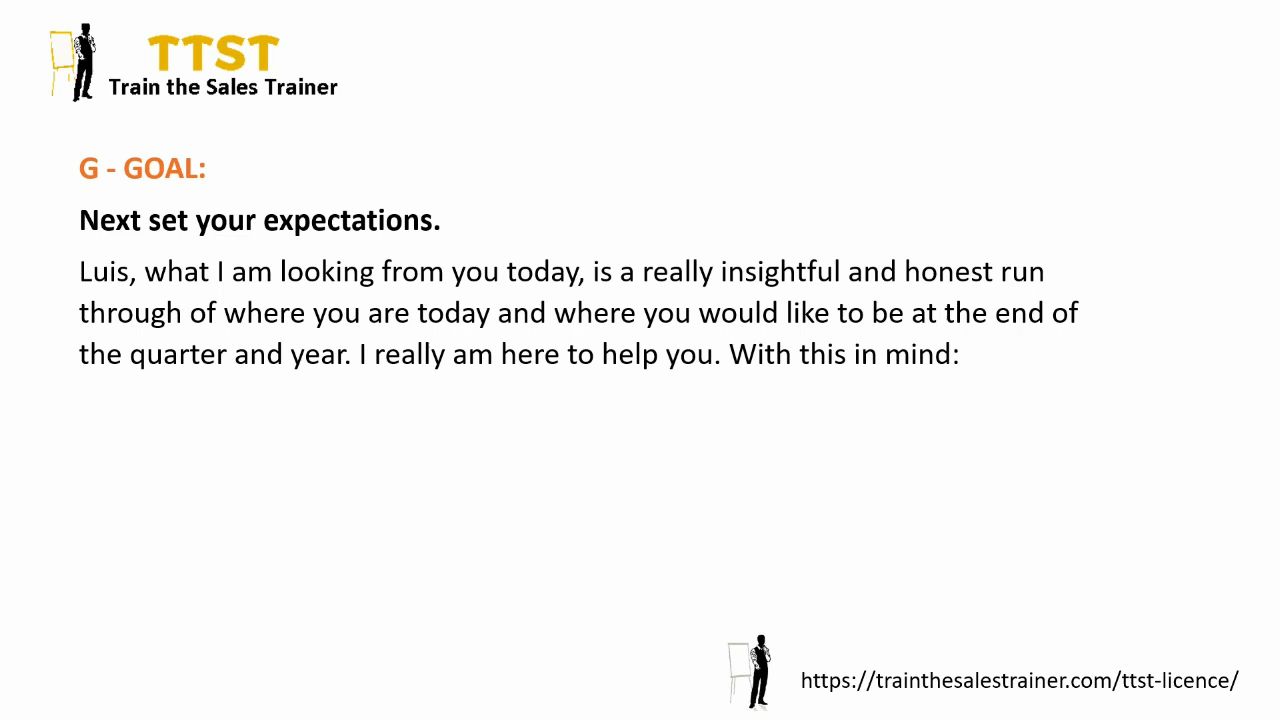 TTST
Train the Sales Trainer
G - GOAL:
Next set your expectations.
Luis, what I am looking from you today, is a really insightful and honest run
through of where you are today and where you would like to be at the end of
the quarter and year. I really am here to help you. With this in mind:
https://trainthesalestrainer.com/ttst-licence/